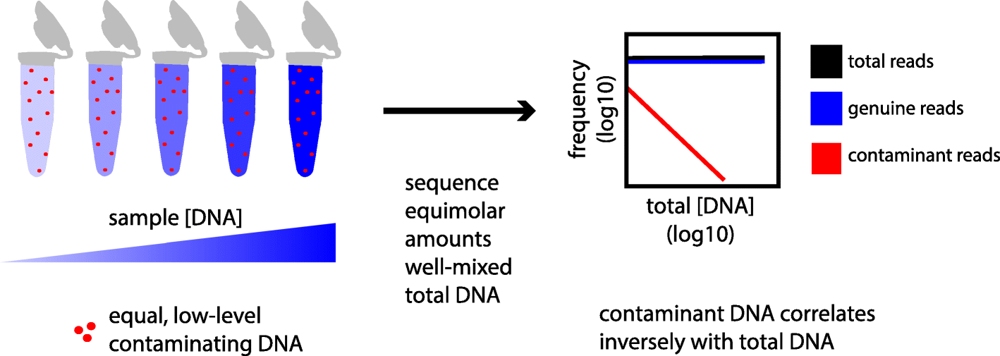 sample [DNA]
equal, low-level
contaminating DNA
sequence
equimolar
amounts
well-mixed
total DNA
frequency
(log10)
total [DNA]
(log10)
total reads
genuine reads
contaminant reads
contaminant DNA correlates
inversely with total DNA